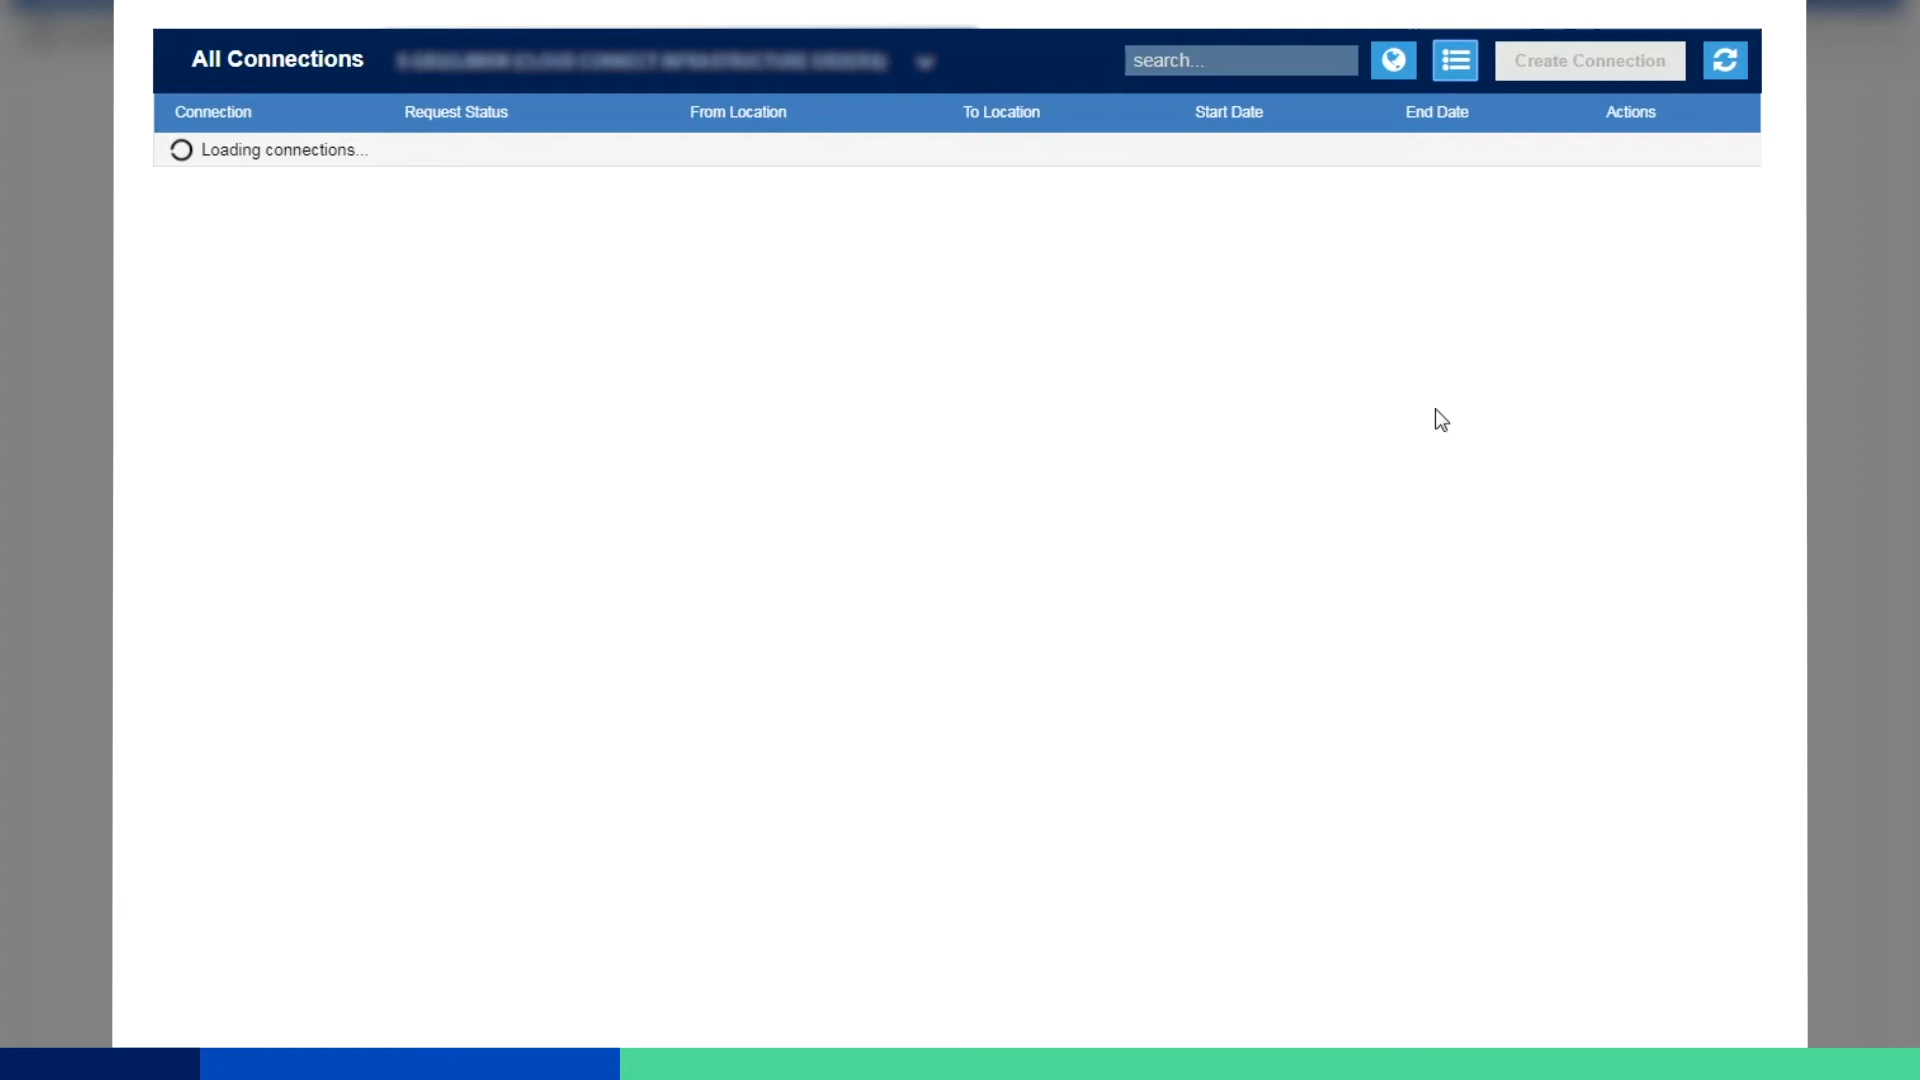 All Connections
search...
Create Connection
Connection Request Status From Location To Location Start Date End Date Actions
Loading connections...